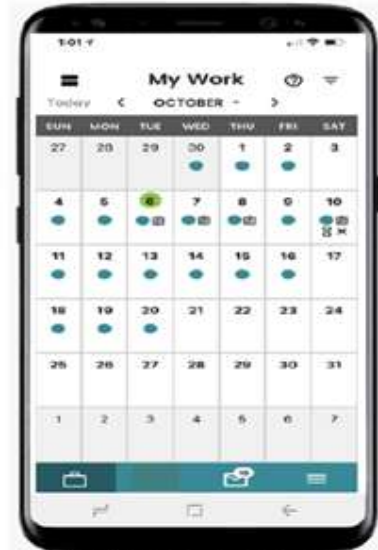 1:01
My Work
Today < OCTOBER >
SUN MON TUE WED THU FRI SAT
27 28 29 30 1 2 3
4 5 6 7 8 9 10
11 12 13 14 15 16 17
18 19 20 21 22 23 24
25 26 27 28 29 30 31
1 2 3 4 5 6 7